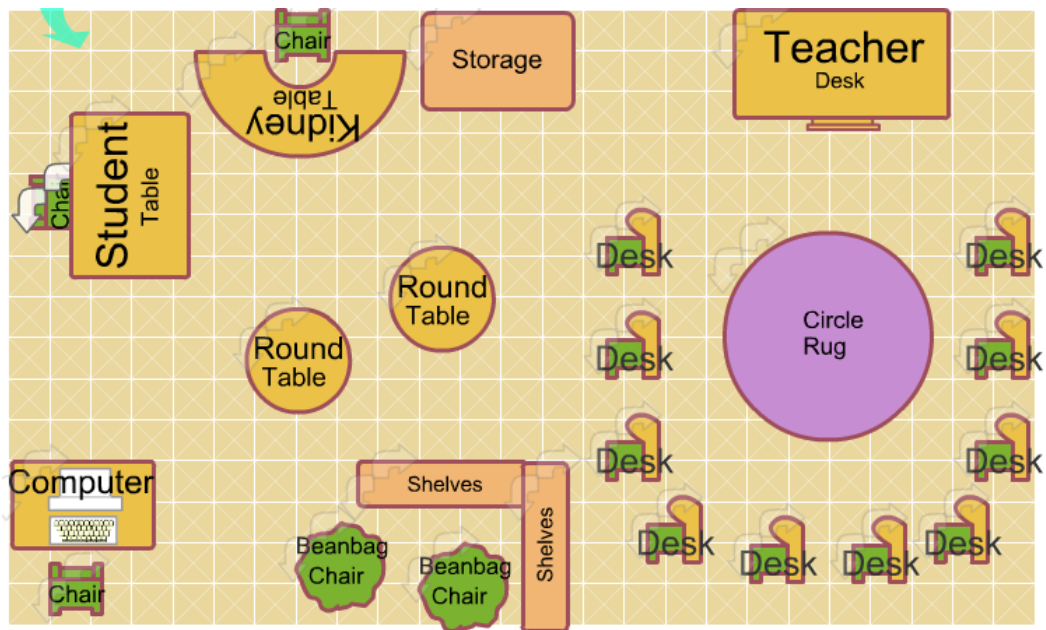 Chair
Storage
Teacher
Desk
Kidney
Table
Student
Table
Chair
Desk
Desk
Round
Table
Circle
Rug
Round
Table
Desk
Desk
Desk
Desk
Computer
Shelves
Shelves
Desk
Desk
Desk
Desk
Beanbag
Chair
Beanbag
Chair
Chair